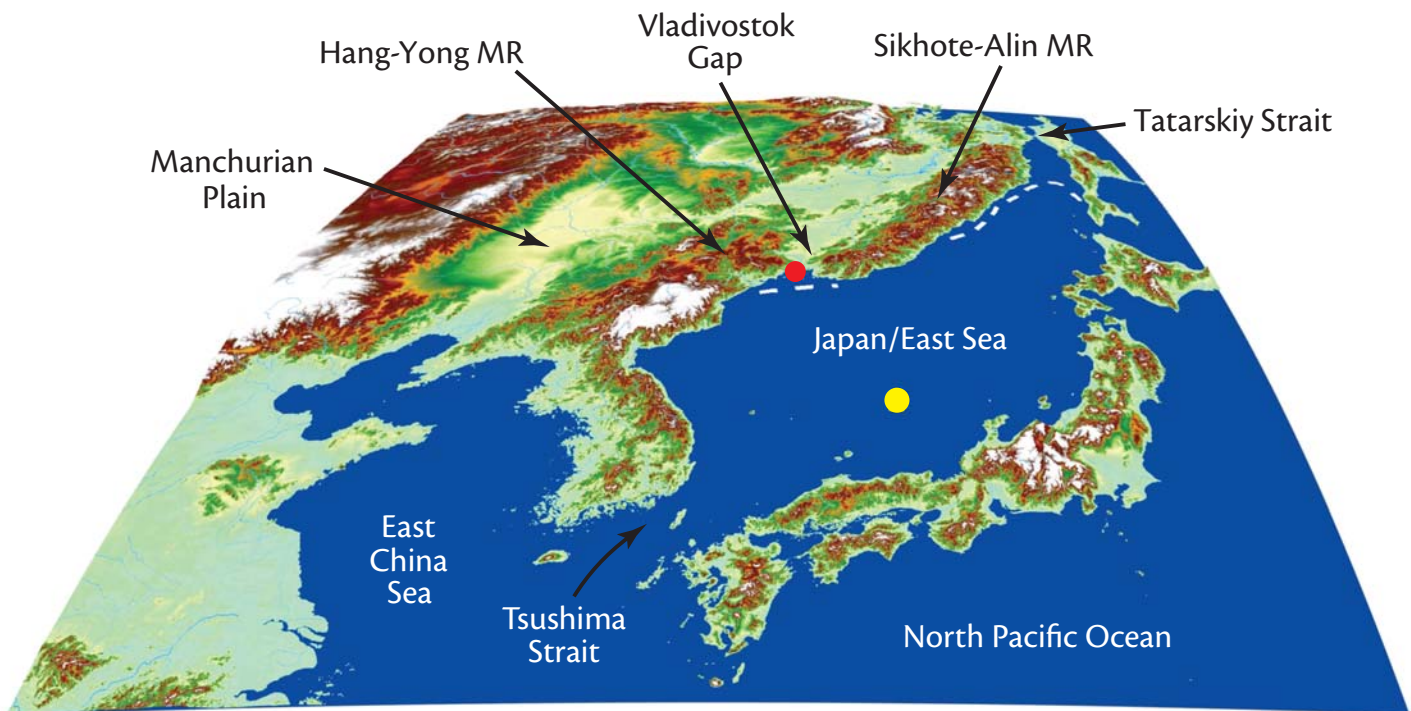 Vladivostok
Gap
Hang-Yong MR
Sikhote-Alin MR
Tatarskiy Strait
Manchurian
Plain
Japan/East Sea
East
China
Sea
Tsushima
Strait
North Pacific Ocean